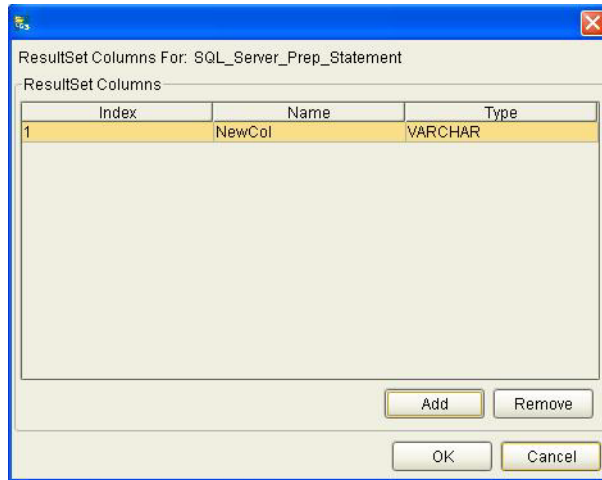 ResultSet Columns For: SQL_Server_Prep_Statement
ResultSet Columns
Index Name Type
1 NewCol VARCHAR
Add Remove
OK Cancel